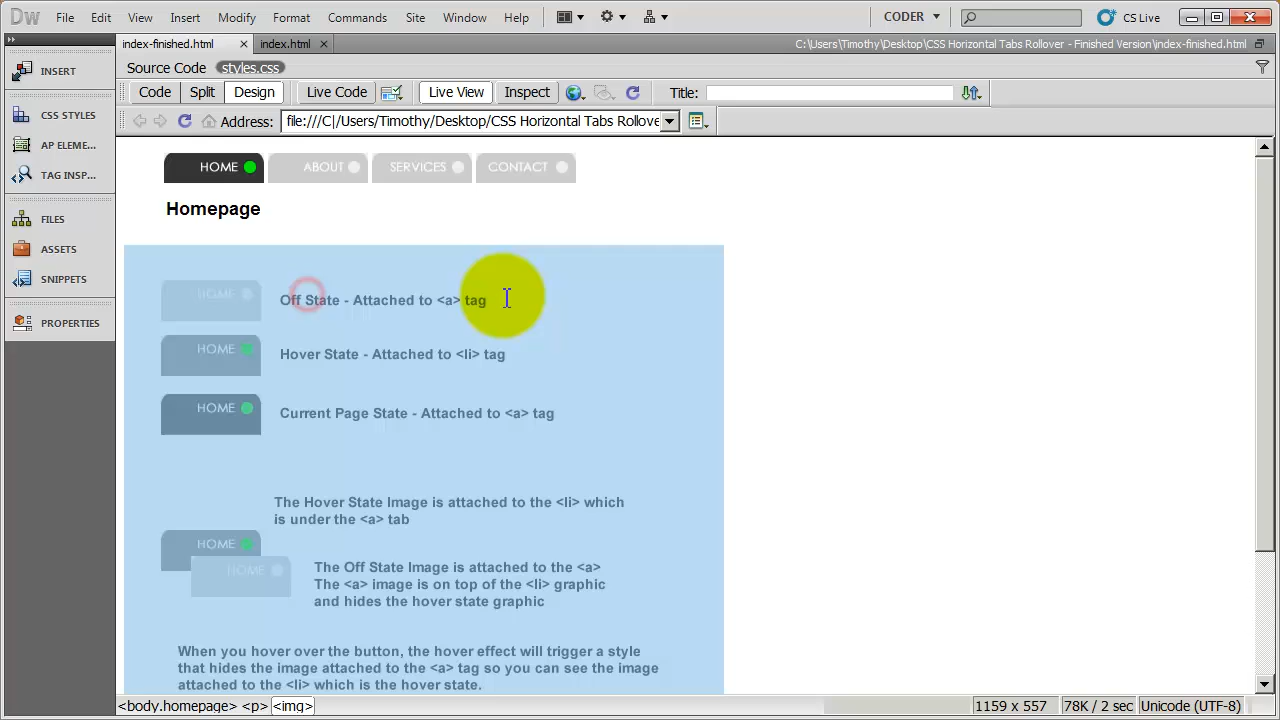 Dw File Edit View Insert Modify Format Commands Site Window Help CODER CS Live
index-finished.html index.html C:\Users\Timothy\Desktop\CSS Horizontal Tabs Rollover - Finished Version\index-finished.html
Source Code styles.css
INSERT
CSS STYLES
AP ELEME...
TAG INSP...
FILES
ASSETS
SNIPPETS
PROPERTIES
Code Split Design Live Code Live View Inspect Title:
Address: file:///C|/Users/Timothy/Desktop/CSS Horizontal Tabs Rollove
HOME ABOUT SERVICES CONTACT
Homepage
HOME Off State - Attached to <a> tag
HOME Hover State - Attached to <li> tag
HOME Current Page State - Attached to <a> tag
The Hover State Image is attached to the <li> which
is under the <a> tab
HOME
HOME
The Off State Image is attached to the <a>
The <a> image is on top of the <li> graphic
and hides the hover state graphic
When you hover over the button, the hover effect will trigger a style
that hides the image attached to the <a> tag so you can see the image
attached to the <li> which is the hover state.
<body.homepage> <p> <img> 1159 x 557 78K / 2 sec Unicode (UTF-8)